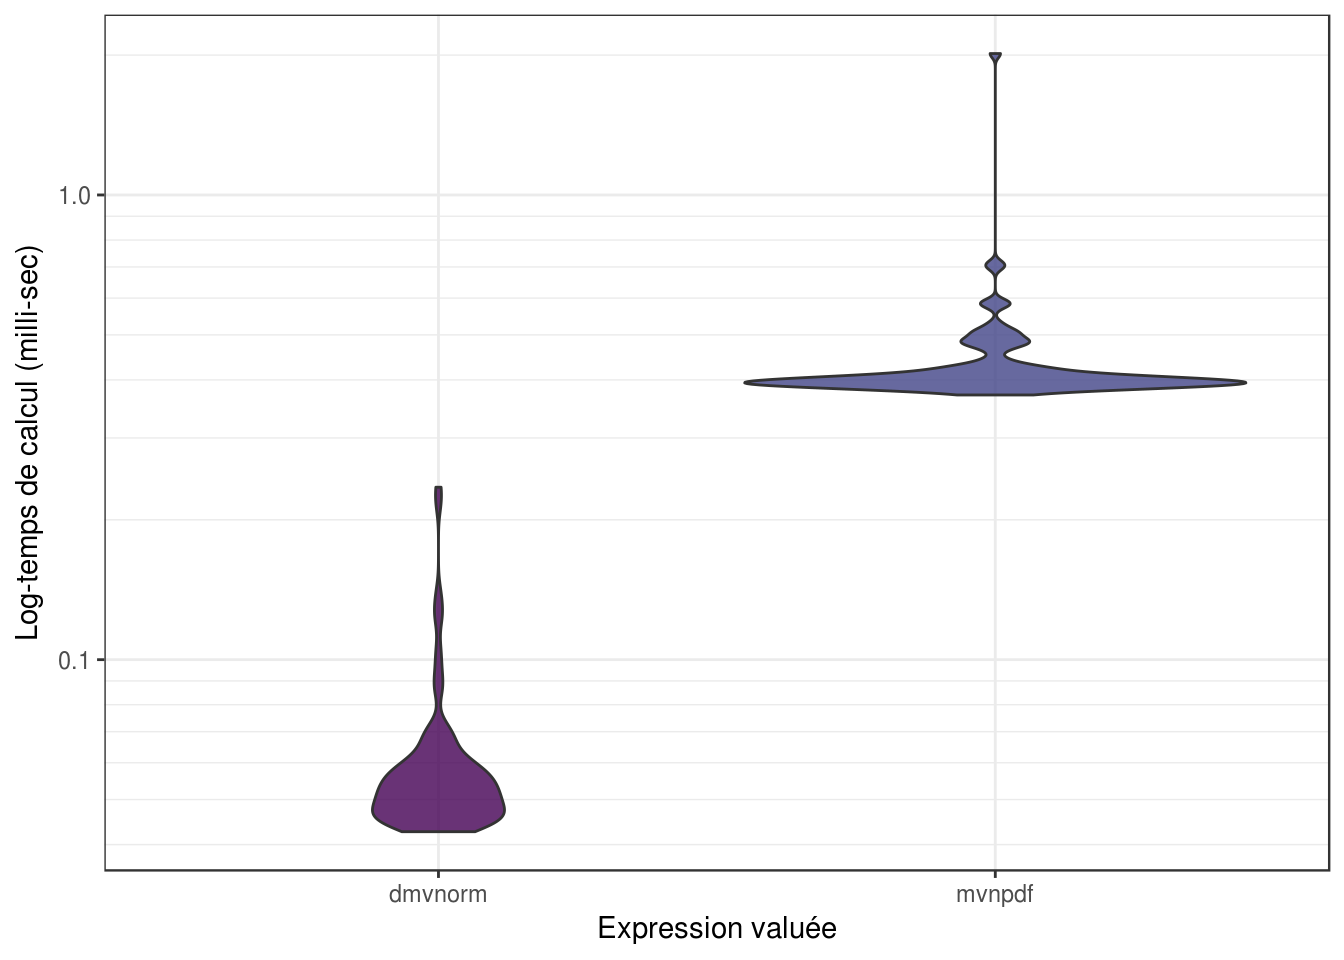 Log-temps de calcul (milli-sec)
1.0
0.1
dmvnorm
mvnpdf
Expression valuée